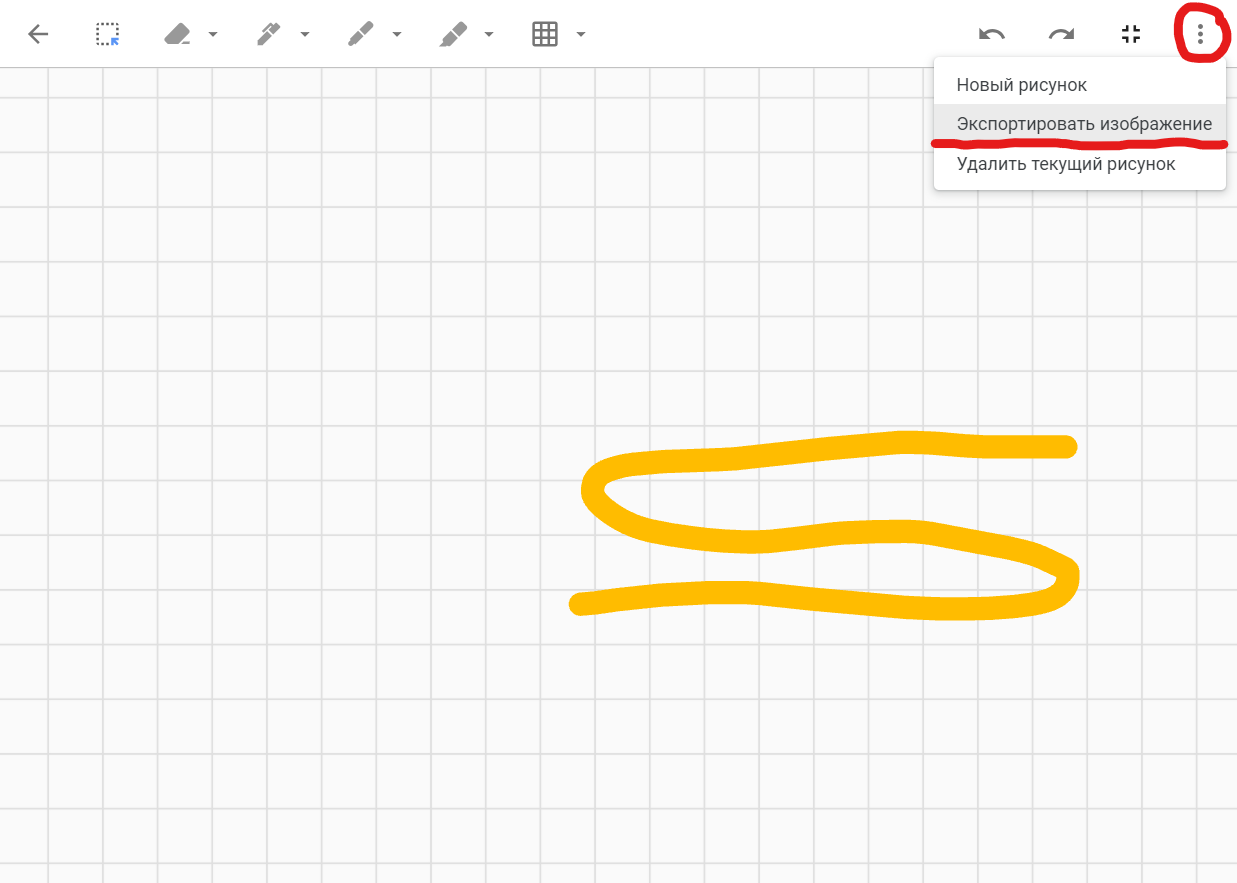 Новый рисунок
Экспортировать изображение
Удалить текущий рисунок